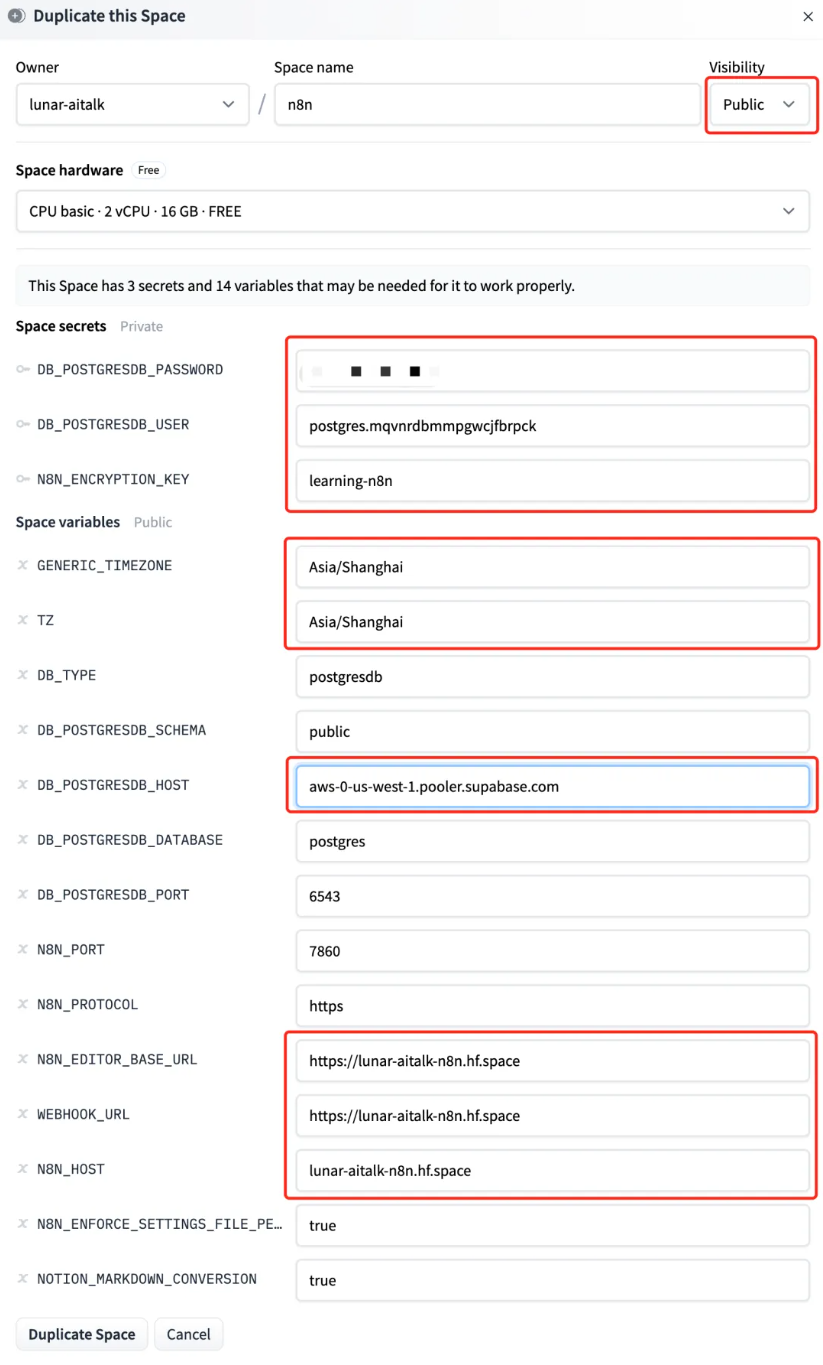 Duplicate this Space
Owner
Space name
Visibility
lunar-aitalk
/
n8n
Public
Space hardware Free
CPU basic · 2 vCPU · 16 GB · FREE
This Space has 3 secrets and 14 variables that may be needed for it to work properly.
Space secrets Private
DB_POSTGRESDB_PASSWORD
DB_POSTGRESDB_USER postgres.mqvnrdbmmpgwcjfbrpck
N8N_ENCRYPTION_KEY learning-n8n
Space variables Public
GENERIC_TIMEZONE Asia/Shanghai
TZ Asia/Shanghai
DB_TYPE postgresdb
DB_POSTGRESDB_SCHEMA public
DB_POSTGRESDB_HOST aws-0-us-west-1.pooler.supabase.com
DB_POSTGRESDB_DATABASE postgres
DB_POSTGRESDB_PORT 6543
N8N_PORT 7860
N8N_PROTOCOL https
N8N_EDITOR_BASE_URL https://lunar-aitalk-n8n.hf.space
WEBHOOK_URL https://lunar-aitalk-n8n.hf.space
N8N_HOST lunar-aitalk-n8n.hf.space
N8N_ENFORCE_SETTINGS_FILE_PE… true
NOTION_MARKDOWN_CONVERSION true
Duplicate Space Cancel